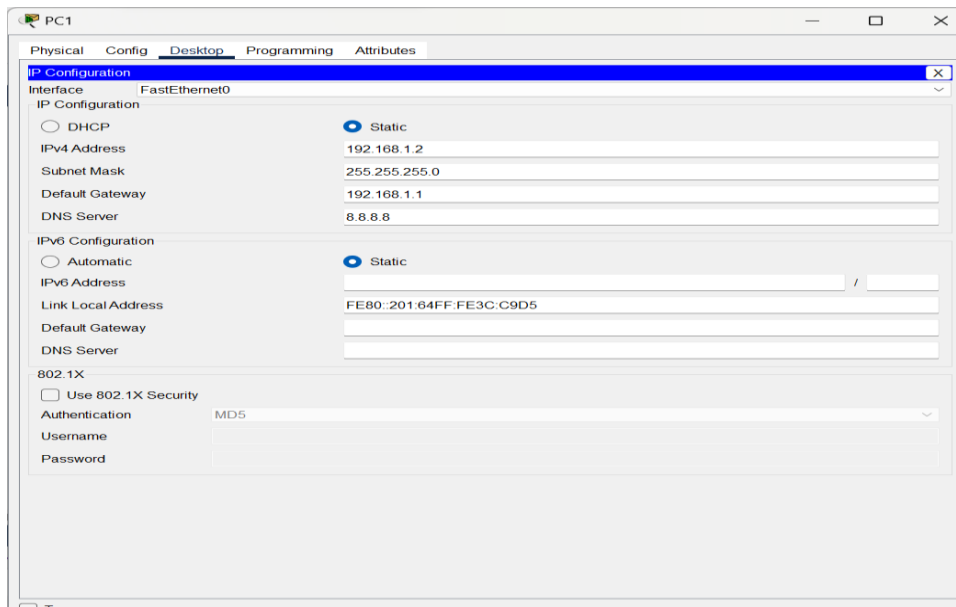 PC1
Physical Config Desktop Programming Attributes
IP Configuration X
Interface FastEthernet0
IP Configuration
DHCP Static
IPv4 Address 192.168.1.2
Subnet Mask 255.255.255.0
Default Gateway 192.168.1.1
DNS Server 8.8.8.8
IPv6 Configuration
Automatic Static
IPv6 Address /
Link Local Address FE80::201:64FF:FE3C:C9D5
Default Gateway
DNS Server
802.1X
Use 802.1X Security
Authentication MD5
Username
Password